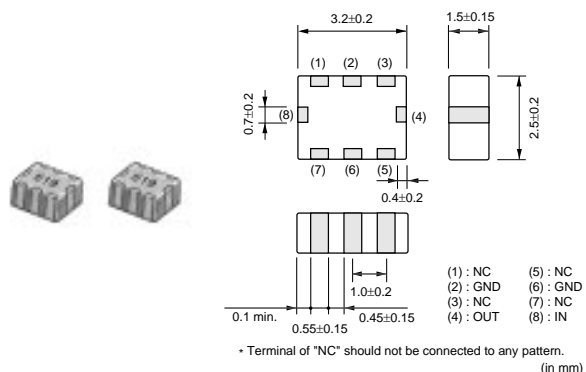 3.2±0.2
1.5±0.15
(1) (2) (3)
(8)
(4)
0.7±0.2
2.5±0.2
(7) (6) (5)
0.4±0.2
1.0±0.2
0.1 min.
0.45±0.15
0.55±0.15
(1) : NC (5) : NC
(2) : GND (6) : GND
(3) : NC (7) : NC
(4) : OUT (8) : IN
* Terminal of "NC" should not be connected to any pattern.
(in mm)